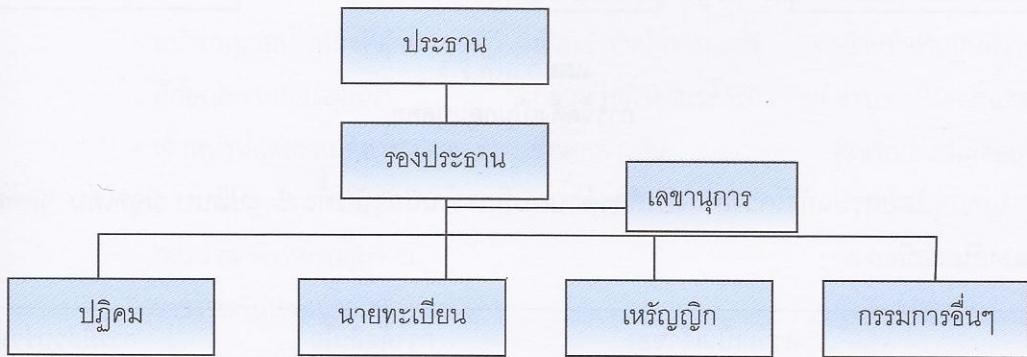 ประธาน
รองประธาน
เลขานุการ
ปฏิคม
นายทะเบียน
เหรัญญิก
กรรมการอื่นๆ